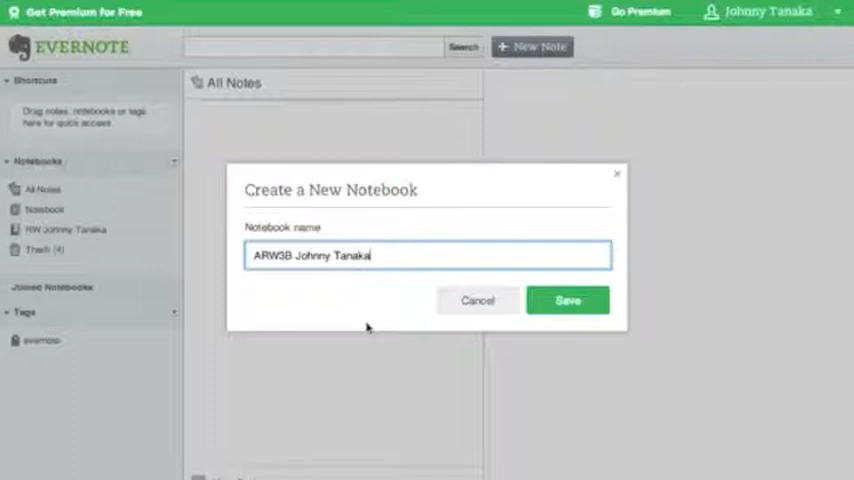 Get Premium for Free
Go Premium
Johnny Tanaka
EVERNOTE
Search
+ New Note
Shortcuts
Drag notes, notebooks or tags
here for quick access.
Notebooks
All Notes
Notebook
RW Johnny Tanaka
Trash (4)
Joined Notebooks
Tags
evernote
All Notes
Create a New Notebook
Notebook name
ARW3B Johnny Tanaka
Cancel
Save